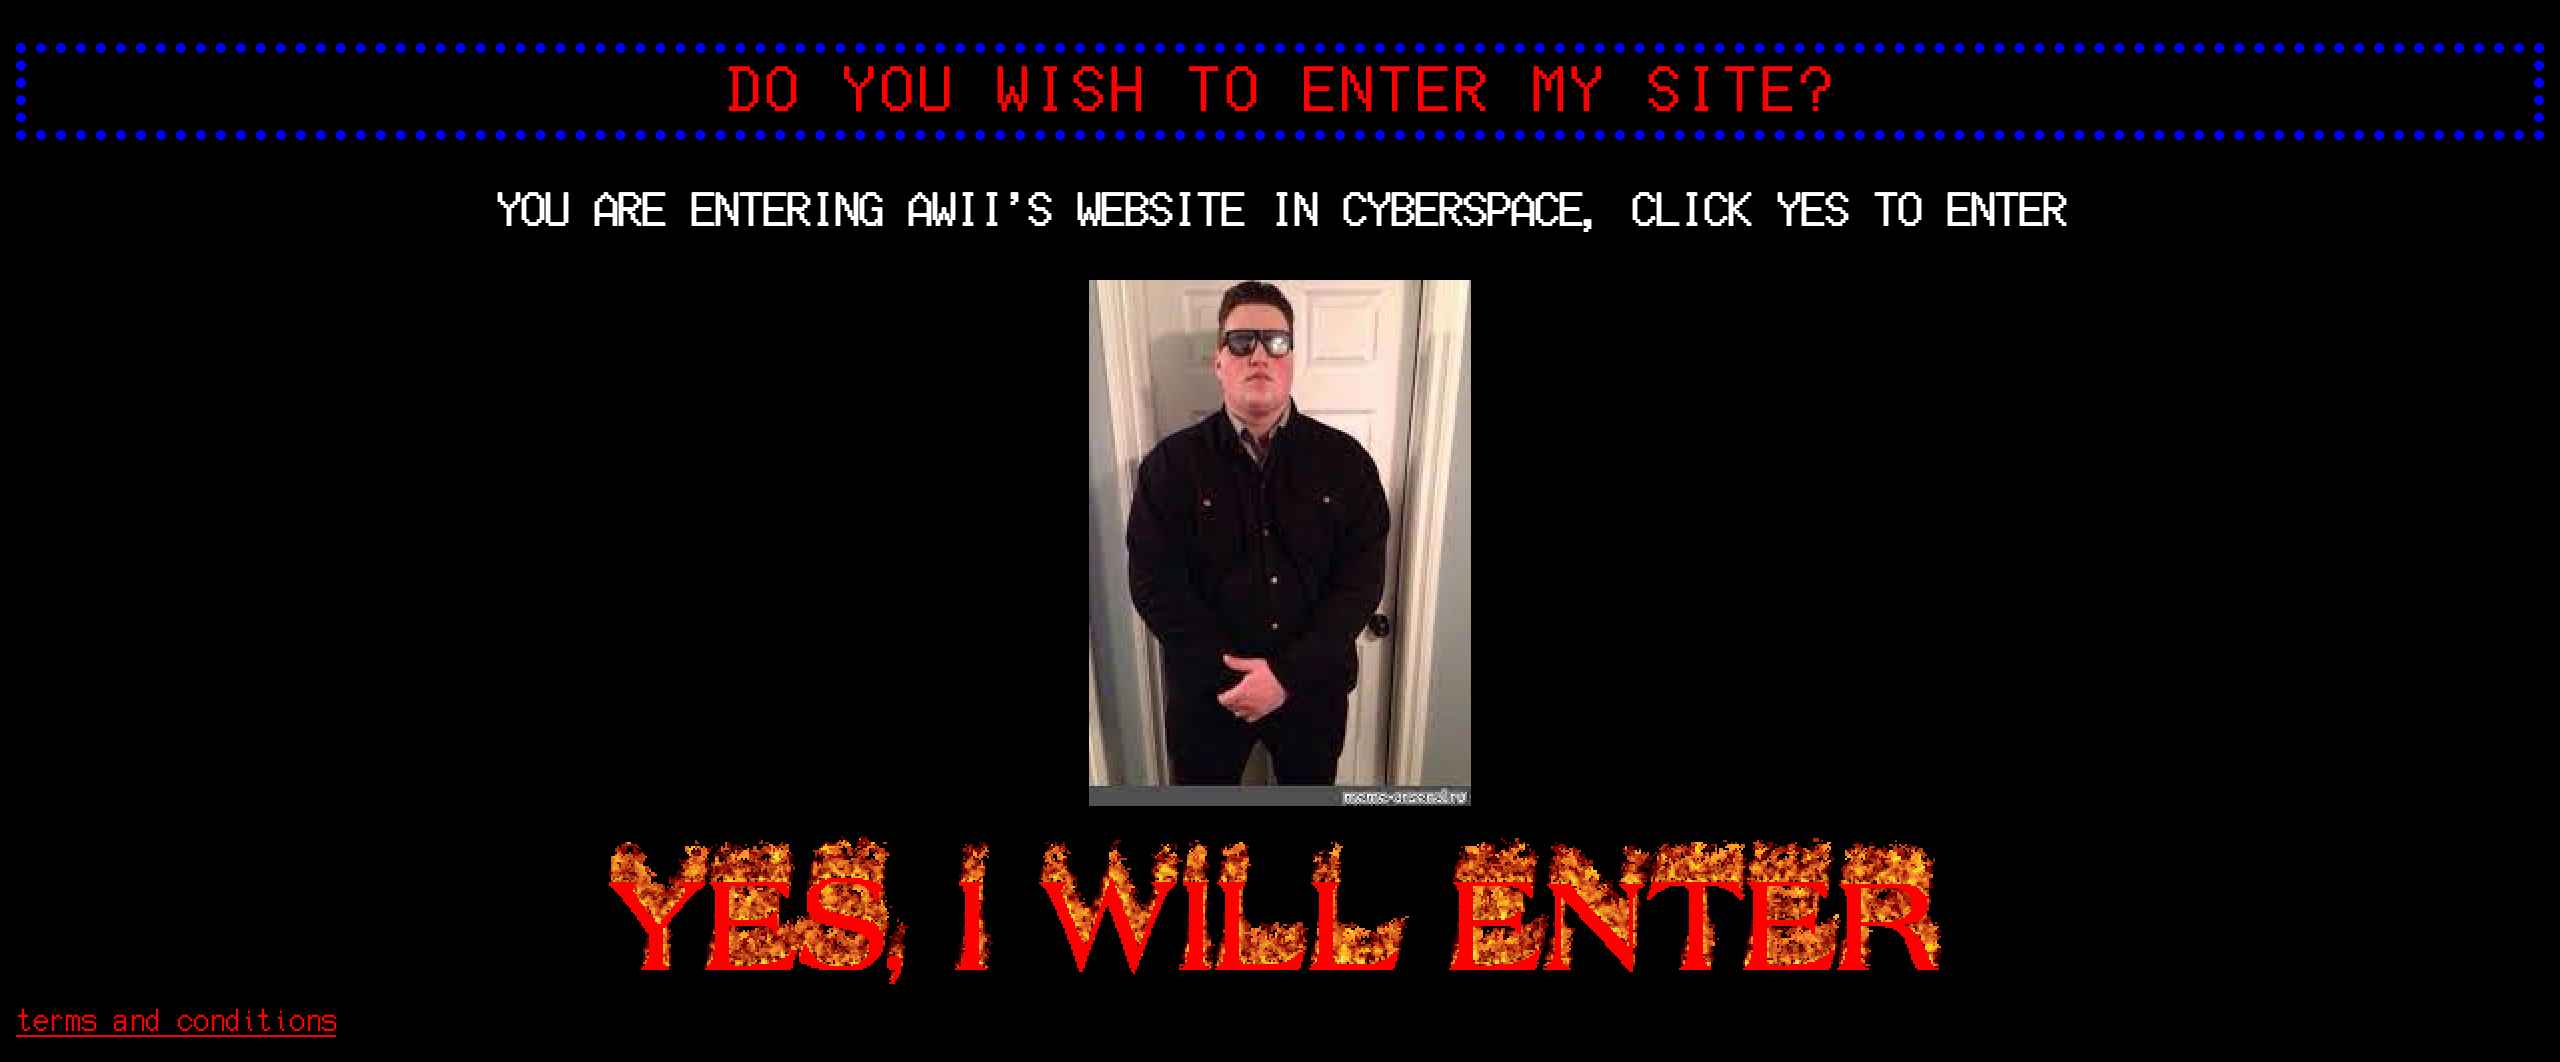 DO YOU WISH TO ENTER MY SITE?
YOU ARE ENTERING AWII'S WEBSITE IN CYBERSPACE, CLICK YES TO ENTER
meme-arsenal.ru
YES, I WILL ENTER
terms and conditions